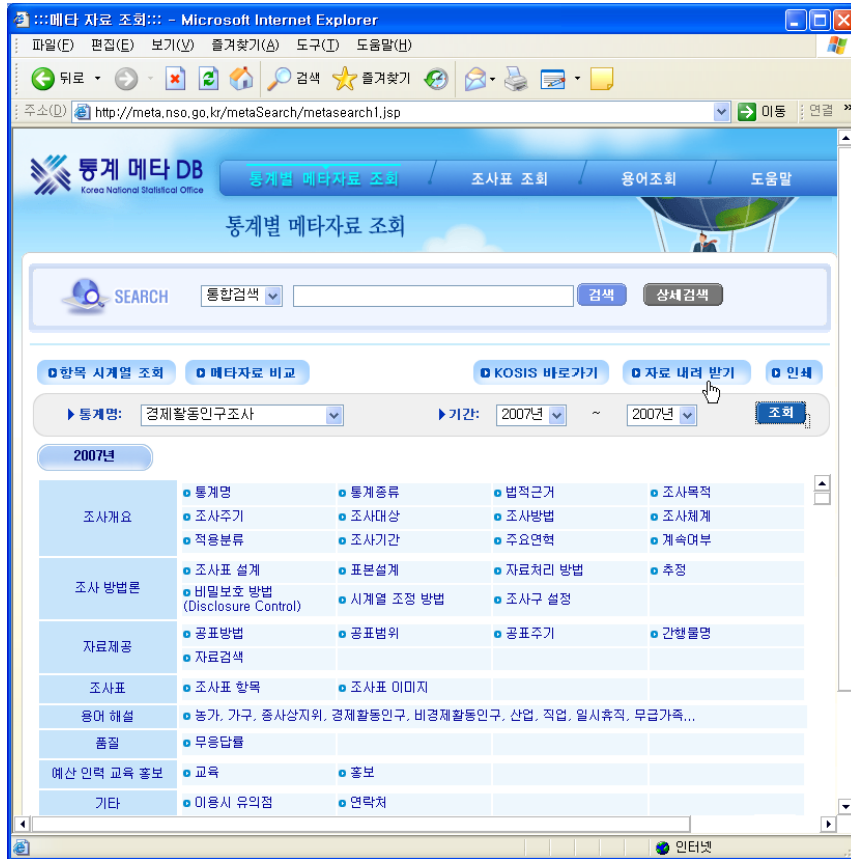 :::메타 자료 조회::: - Microsoft Internet Explorer
파일(F) 편집(E) 보기(V) 즐겨찾기(A) 도구(T) 도움말(H)
뒤로 검색 즐겨찾기
주소(D) http://meta.nso.go.kr/metaSearch/metasearch1.jsp 이동 연결 »
통계 메타 DB
Korea National Statistical Office
통계별 메타자료 조회 / 조사표 조회 / 용어조회 / 도움말
통계별 메타자료 조회
SEARCH 통합검색 검색 상세검색
항목 시계열 조회 메타자료 비교 KOSIS 바로가기 자료 내려 받기 인쇄
통계명: 경제활동인구조사 기간: 2007년 ~ 2007년 조회
2007년
조사개요 통계명 통계종류 법적근거 조사목적
조사주기 조사대상 조사방법 조사체계
적용분류 조사기간 주요연혁 계속여부
조사 방법론 조사표 설계 표본설계 자료처리 방법 추정
비밀보호 방법
(Disclosure Control) 시계열 조정 방법 조사구 설정
자료제공 공표방법 공표범위 공표주기 간행물명
자료검색
조사표 조사표 항목 조사표 이미지
용어 해설 농가, 가구, 종사상지위, 경제활동인구, 비경제활동인구, 산업, 직업, 일시휴직, 무급가족...
품질 무응답률
예산 인력 교육 홍보 교육 홍보
기타 이용시 유의점 연락처
인터넷